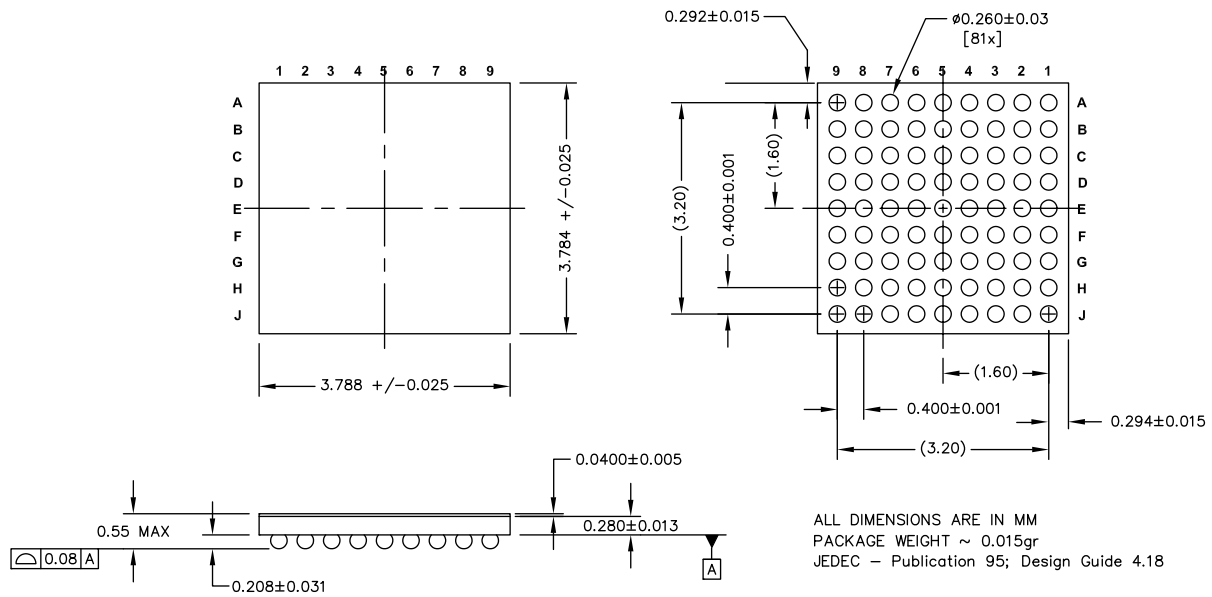 0.292±0.015
ø0.260±0.03
[81x]
1 2 3 4 5 6 7 8 9
A
B
C
D
E
F
G
H
J
3.784 +/-0.025
3.788 +/-0.025
9 8 7 6 5 4 3 2 1
A
B
C
D
E
F
G
H
J
(3.20)
(1.60)
0.400±0.001
(1.60)
0.400±0.001
0.294±0.015
(3.20)
0.0400±0.005
0.55 MAX
0.280±0.013
0.08 A
A
0.208±0.031
ALL DIMENSIONS ARE IN MM
PACKAGE WEIGHT ~ 0.015gr
JEDEC – Publication 95; Design Guide 4.18